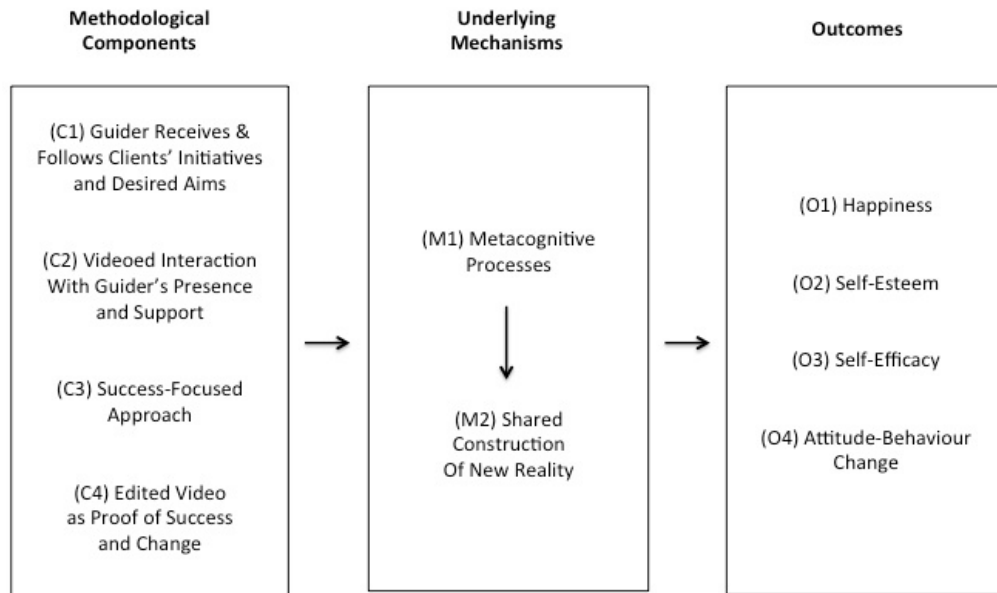 Methodological
Components
Underlying
Mechanisms
Outcomes
(C1) Guider Receives &
Follows Clients’ Initiatives
and Desired Aims
(C2) Videoed Interaction
With Guider’s Presence
and Support
(C3) Success-Focused
Approach
(C4) Edited Video
as Proof of Success
and Change
(M1) Metacognitive
Processes
(M2) Shared
Construction
Of New Reality
(O1) Happiness
(O2) Self-Esteem
(O3) Self-Efficacy
(O4) Attitude-Behaviour
Change